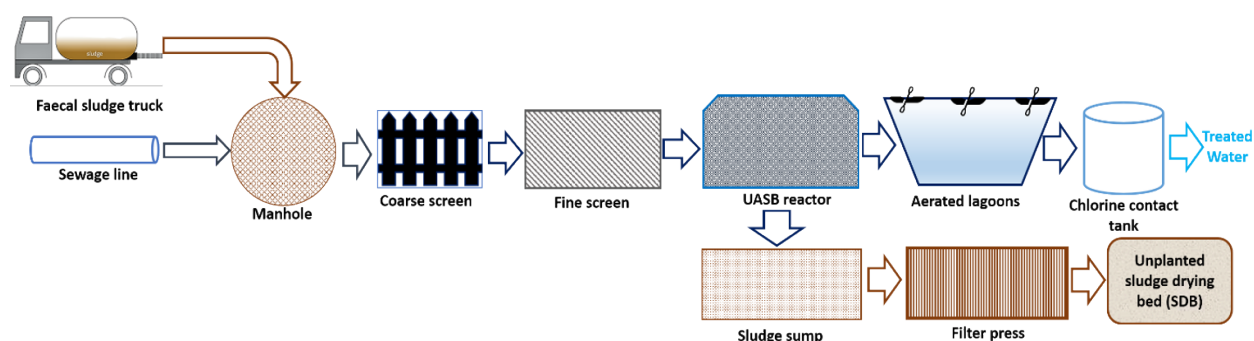 sludge
Faecal sludge truck
Sewage line
Manhole
Coarse screen
Fine screen
UASB reactor
Aerated lagoons
Chlorine contact
tank
Treated
Water
Sludge sump
Filter press
Unplanted
sludge drying
bed (SDB)